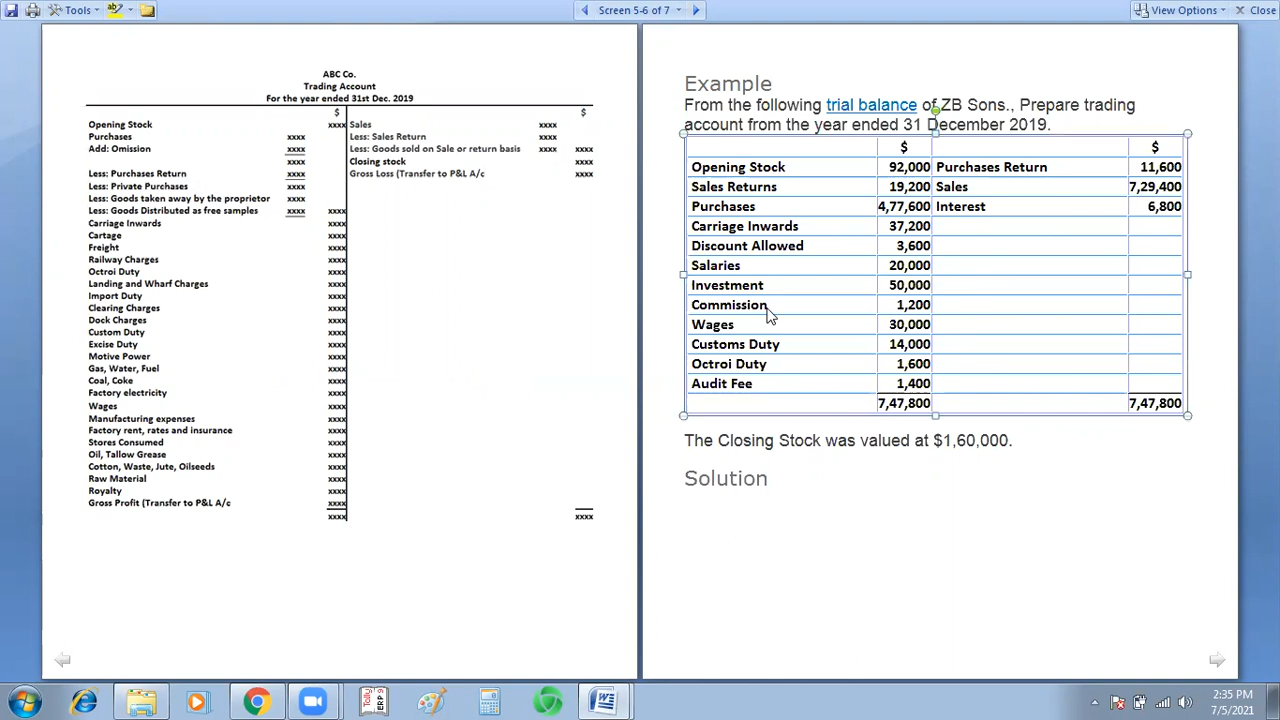 Tools
Screen 5-6 of 7
View Options
Close
ABC Co.
Trading Account
For the year ended 31st Dec. 2019
$ $
Opening Stock xxxx Sales xxxx
Purchases xxxx Less: Sales Return xxxx
Add: Omission xxxx Less: Goods sold on Sale or return basis xxxx xxxx
xxxx Closing stock xxxx
Less: Purchases Return xxxx Gross Loss (Transfer to P&L A/c xxxx
Less: Private Purchases xxxx
Less: Goods taken away by the proprietor xxxx
Less: Goods Distributed as free samples xxxx xxxx
Carriage Inwards xxxx
Cartage xxxx
Freight xxxx
Railway Charges xxxx
Octroi Duty xxxx
Landing and Wharf Charges xxxx
Import Duty xxxx
Clearing Charges xxxx
Dock Charges xxxx
Custom Duty xxxx
Excise Duty xxxx
Motive Power xxxx
Gas, Water, Fuel xxxx
Coal, Coke xxxx
Factory electricity xxxx
Wages xxxx
Manufacturing expenses xxxx
Factory rent, rates and insurance xxxx
Stores Consumed xxxx
Oil, Tallow Grease xxxx
Cotton, Waste, Jute, Oilseeds xxxx
Raw Material xxxx
Royalty xxxx
Gross Profit (Transfer to P&L A/c xxxx
xxxx xxxx
Example
From the following trial balance of ZB Sons., Prepare trading
account from the year ended 31 December 2019.
$ $
Opening Stock 92,000 Purchases Return 11,600
Sales Returns 19,200 Sales 7,29,400
Purchases 4,77,600 Interest 6,800
Carriage Inwards 37,200
Discount Allowed 3,600
Salaries 20,000
Investment 50,000
Commission 1,200
Wages 30,000
Customs Duty 14,000
Octroi Duty 1,600
Audit Fee 1,400
7,47,800 7,47,800
The Closing Stock was valued at $1,60,000.
Solution
2:35 PM
7/5/2021